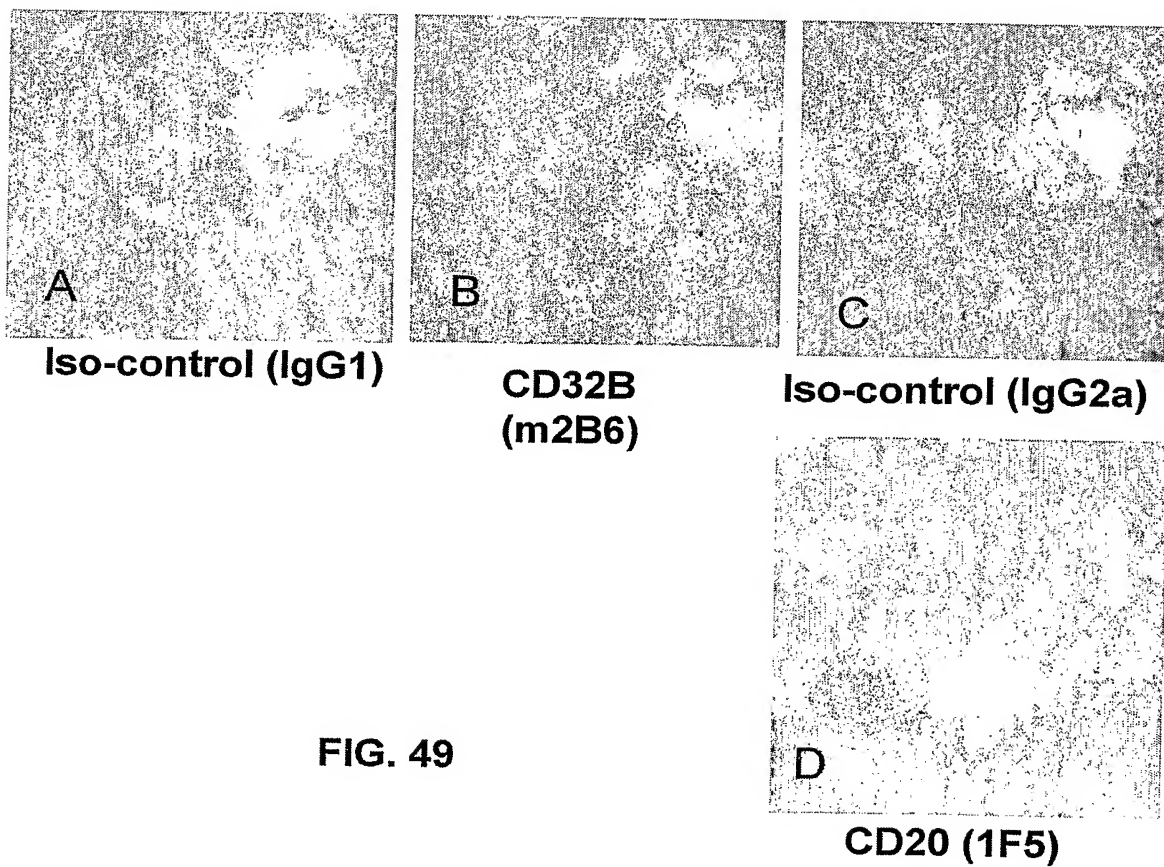 A
Iso-control (IgG1)
B
CD32B
(m2B6)
C
Iso-control (IgG2a)
D
CD20 (1F5)
FIG. 49